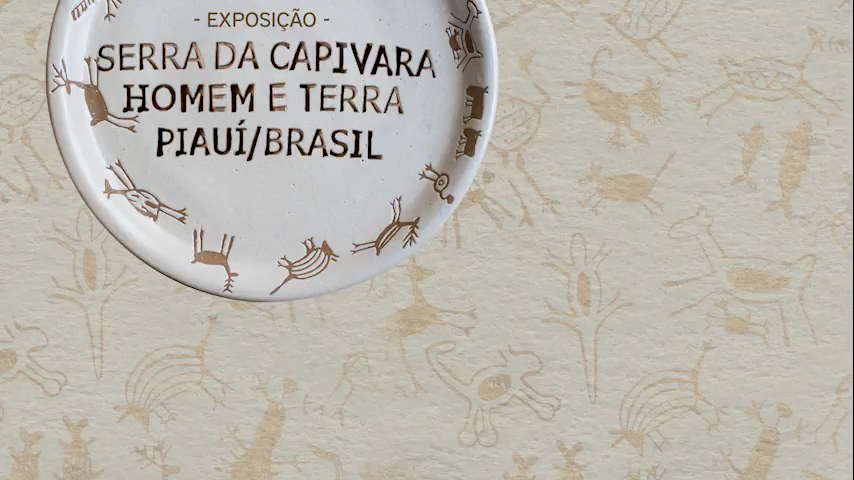 - EXPOSIÇÃO -
SERRA DA CAPIVARA
HOMEM E TERRA
PIAUÍ/BRASIL